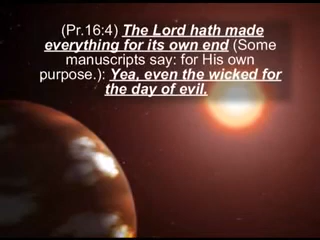 (Pr.16:4) The Lord hath made
everything for its own end (Some
manuscripts say: for His own
purpose.): Yea, even the wicked for
the day of evil.